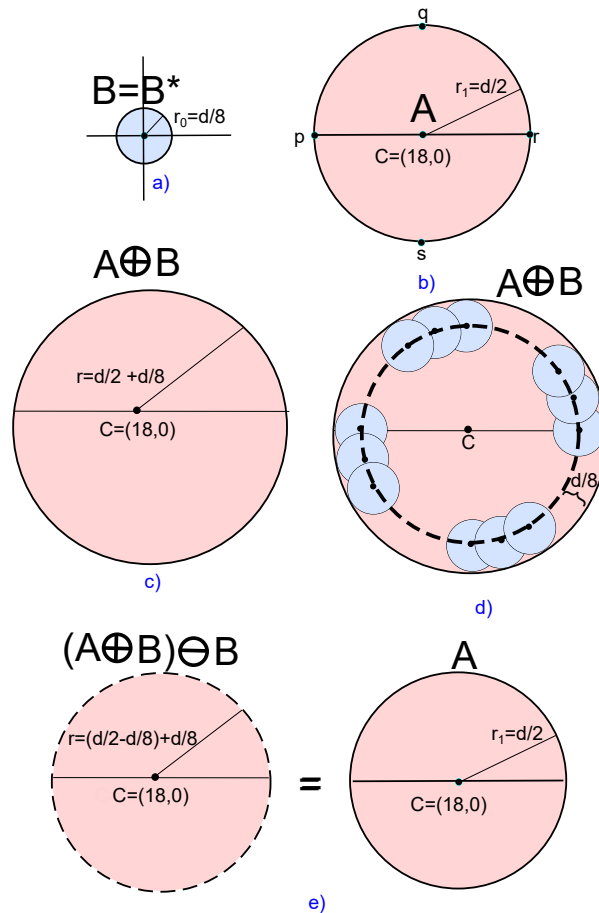 B=B*
r₀=d/8
a)
q
r₁=d/2
A
p
r
C=(18,0)
s
b)
A⊕B
r=d/2 +d/8
C=(18,0)
c)
A⊕B
C
d/8
d)
(A⊕B)⊖B
r=(d/2-d/8)+d/8
C=(18,0)
=
A
r₁=d/2
C=(18,0)
e)